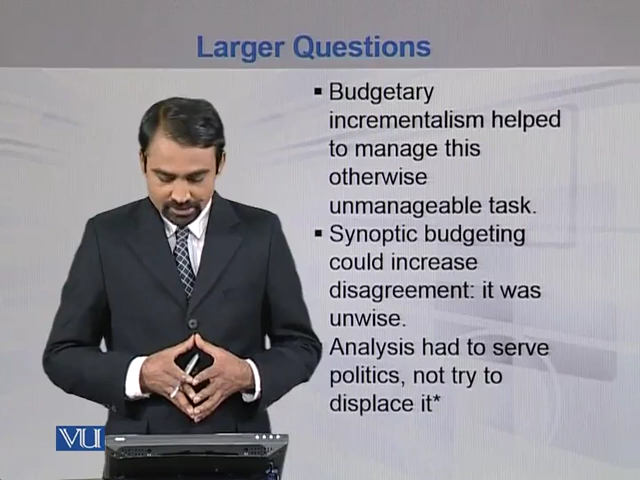 Larger Questions
▪ Budgetary
incrementalism helped
to manage this
otherwise
unmanageable task.
▪ Synoptic budgeting
could increase
disagreement: it was
unwise.
Analysis had to serve
politics, not try to
displace it*
VU